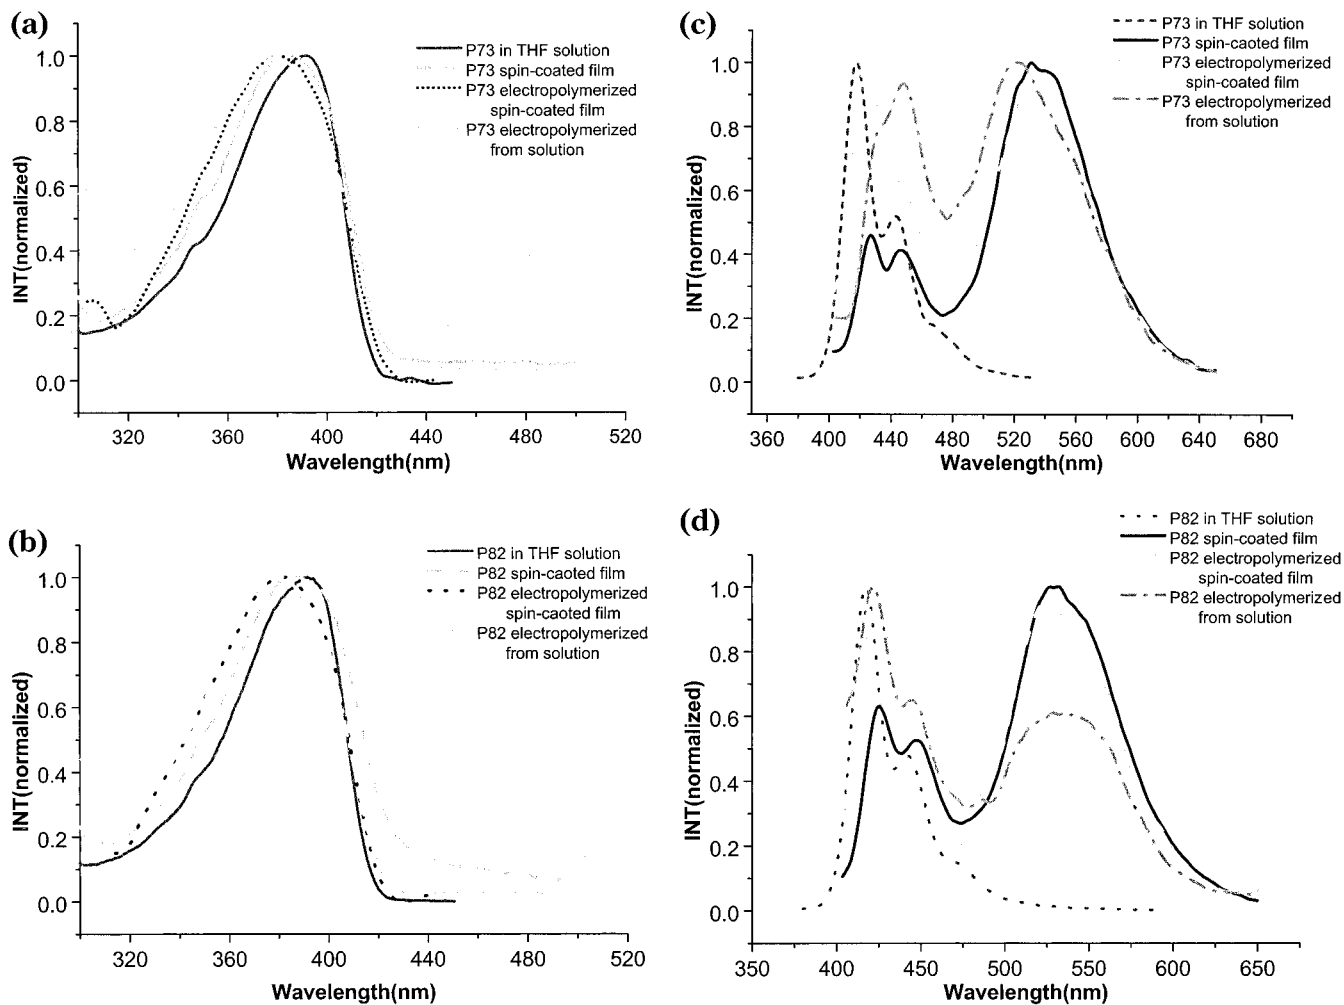 (a)
P73 in THF solution
P73 spin-coated film
P73 electropolymerized
spin-coated film
P73 electropolymerized
from solution
INT(normalized)
1.0
0.8
0.6
0.4
0.2
0.0
320 360 400 440 480 520
Wavelength(nm)
(c)
P73 in THF solution
P73 spin-caoted film
P73 electropolymerized
spin-coated film
P73 electropolymerized
from solution
INT(normalized)
1.0
0.8
0.6
0.4
0.2
0.0
360 400 440 480 520 560 600 640 680
Wavelength(nm)
(b)
P82 in THF solution
P82 spin-caoted film
P82 electropolymerized
spin-caoted film
P82 electropolymerized
from solution
INT(normalized)
1.0
0.8
0.6
0.4
0.2
0.0
320 360 400 440 480 520
Wavelength(nm)
(d)
P82 in THF solution
P82 spin-coated film
P82 electropolymerized
spin-coated film
P82 electropolymerized
from solution
INT(normalized)
1.0
0.8
0.6
0.4
0.2
0.0
350 400 450 500 550 600 650
Wavelength(nm)